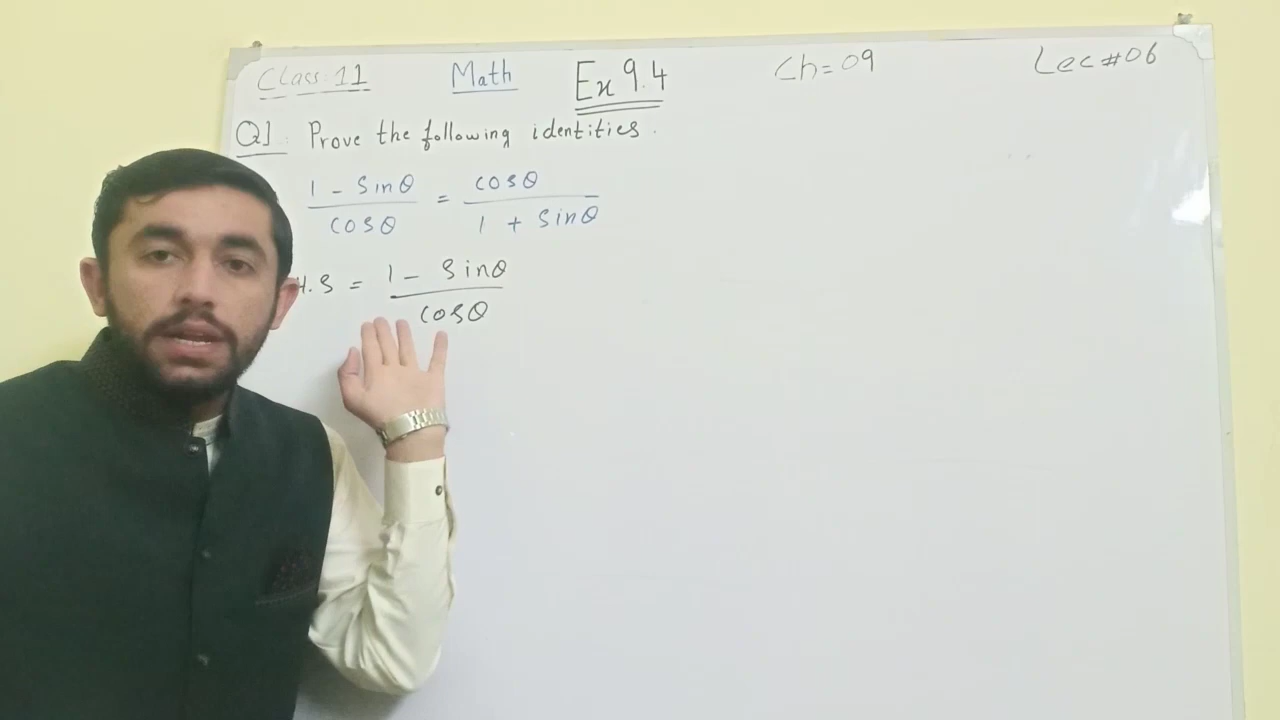 Class: 11 Math Ex 9.4 Ch = 09 Lec # 06
Q1: Prove the following identities.
1 - Sinθ / cosθ = cosθ / 1 + Sinθ
H.S = 1 - Sinθ / cosθ